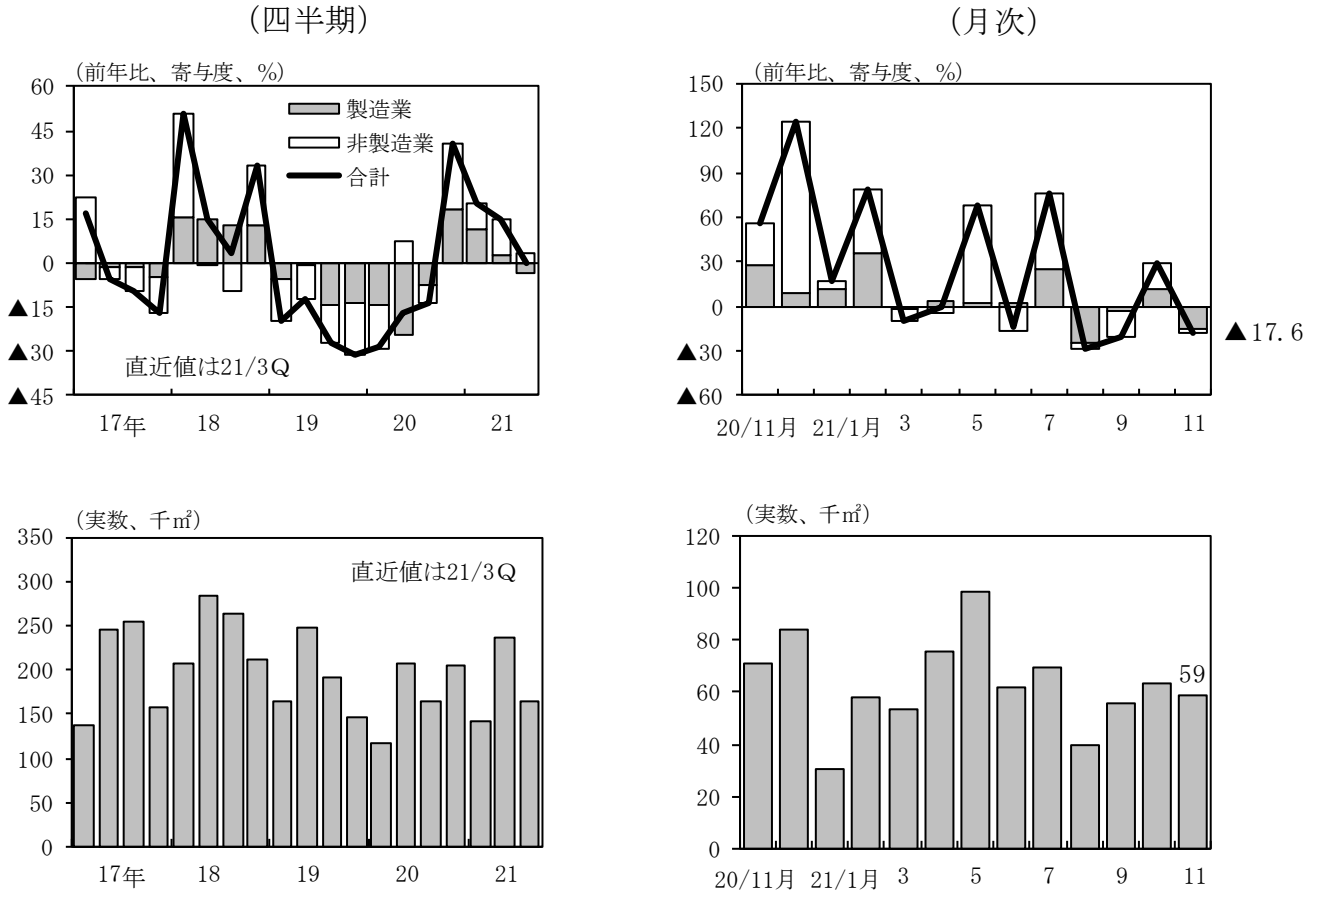 (四半期)
(前年比、寄与度、%)
60
45
30
15
0
▲15
▲30
▲45
製造業
非製造業
合計
直近値は21/3Q
17年 18 19 20 21
(月次)
(前年比、寄与度、%)
150
120
90
60
30
0
▲30
▲60
▲17.6
20/11月 21/1月 3 5 7 9 11
(実数、千㎡)
350
300
250
200
150
100
50
0
直近値は21/3Q
17年 18 19 20 21
(実数、千㎡)
120
100
80
60
40
20
0
59
20/11月 21/1月 3 5 7 9 11